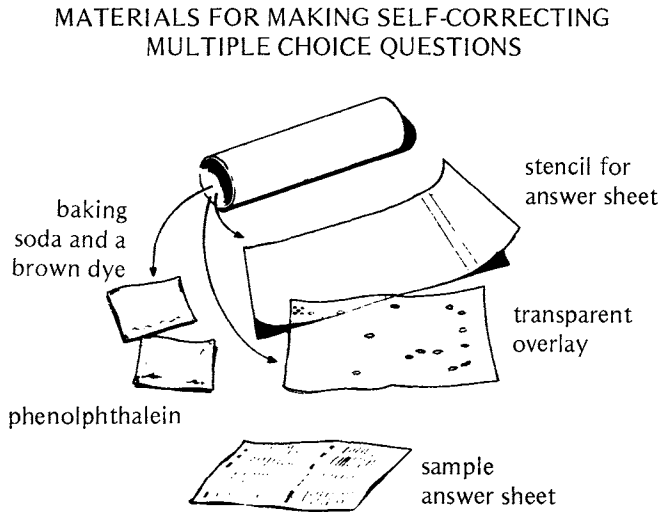 MATERIALS FOR MAKING SELF-CORRECTING
MULTIPLE CHOICE QUESTIONS
stencil for
answer sheet
baking
soda and a
brown dye
transparent
overlay
phenolphthalein
sample
answer sheet